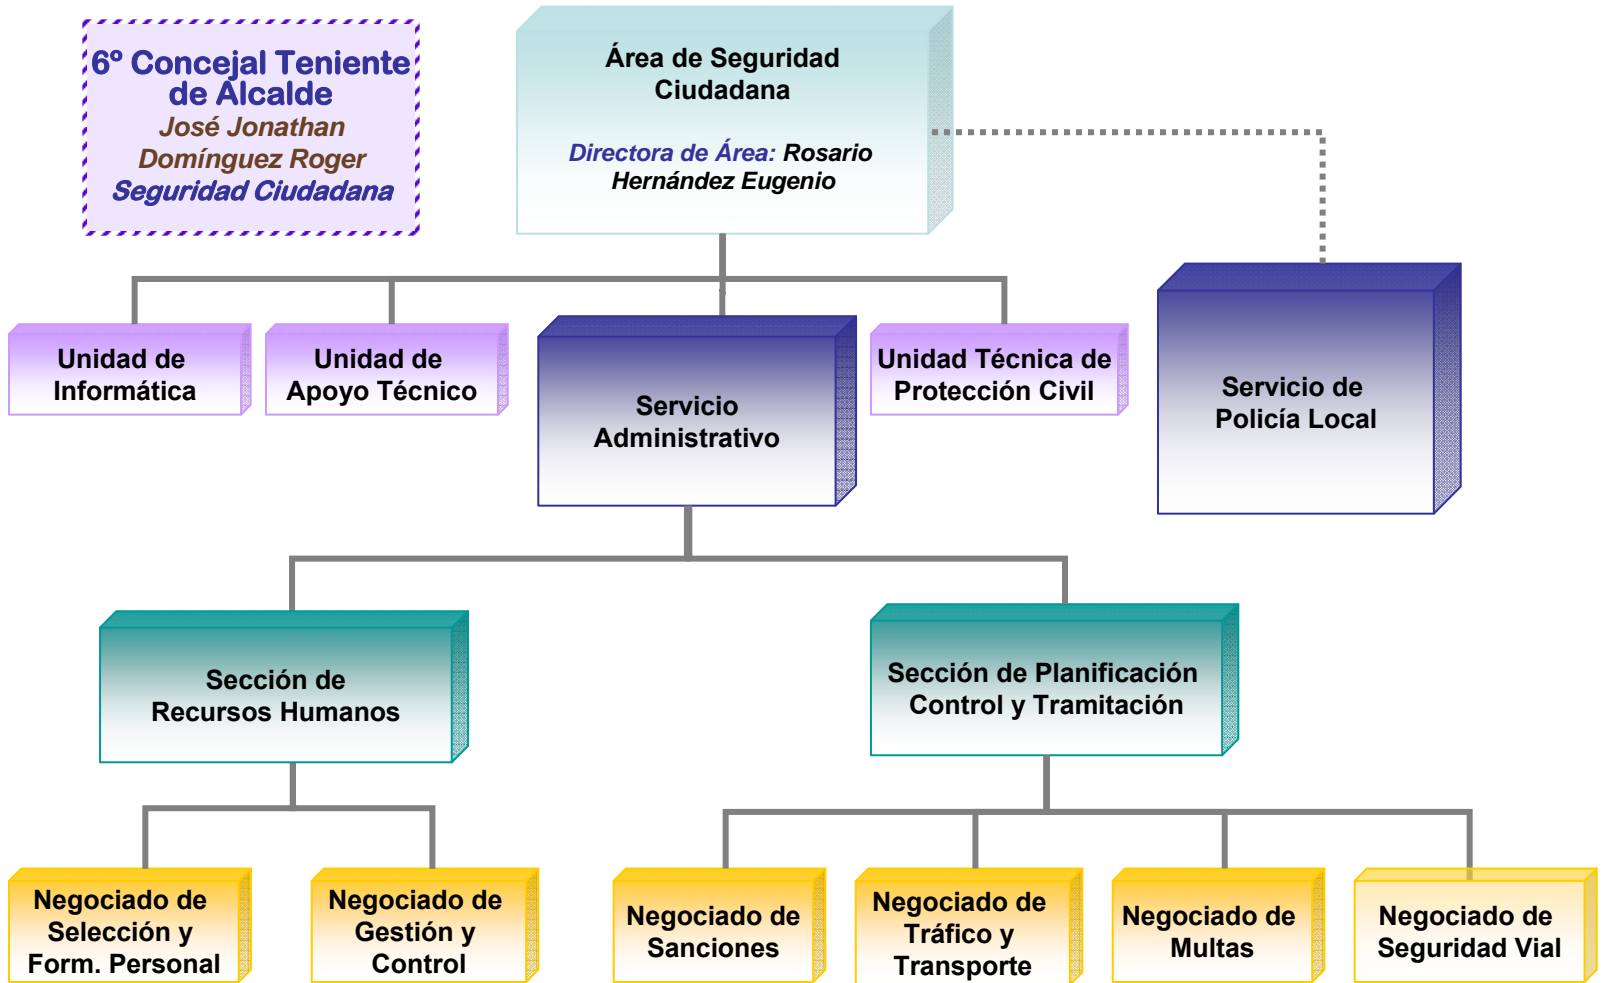 6º Concejal Teniente
de Alcalde
José Jonathan
Domínguez Roger
Seguridad Ciudadana
Área de Seguridad
Ciudadana
Directora de Área: Rosario
Hernández Eugenio
Unidad de
Informática
Unidad de
Apoyo Técnico
Servicio
Administrativo
Unidad Técnica de
Protección Civil
Servicio de
Policía Local
Sección de
Recursos Humanos
Sección de Planificación
Control y Tramitación
Negociado de
Selección y
Form. Personal
Negociado de
Gestión y
Control
Negociado de
Sanciones
Negociado de
Tráfico y
Transporte
Negociado de
Multas
Negociado de
Seguridad Vial